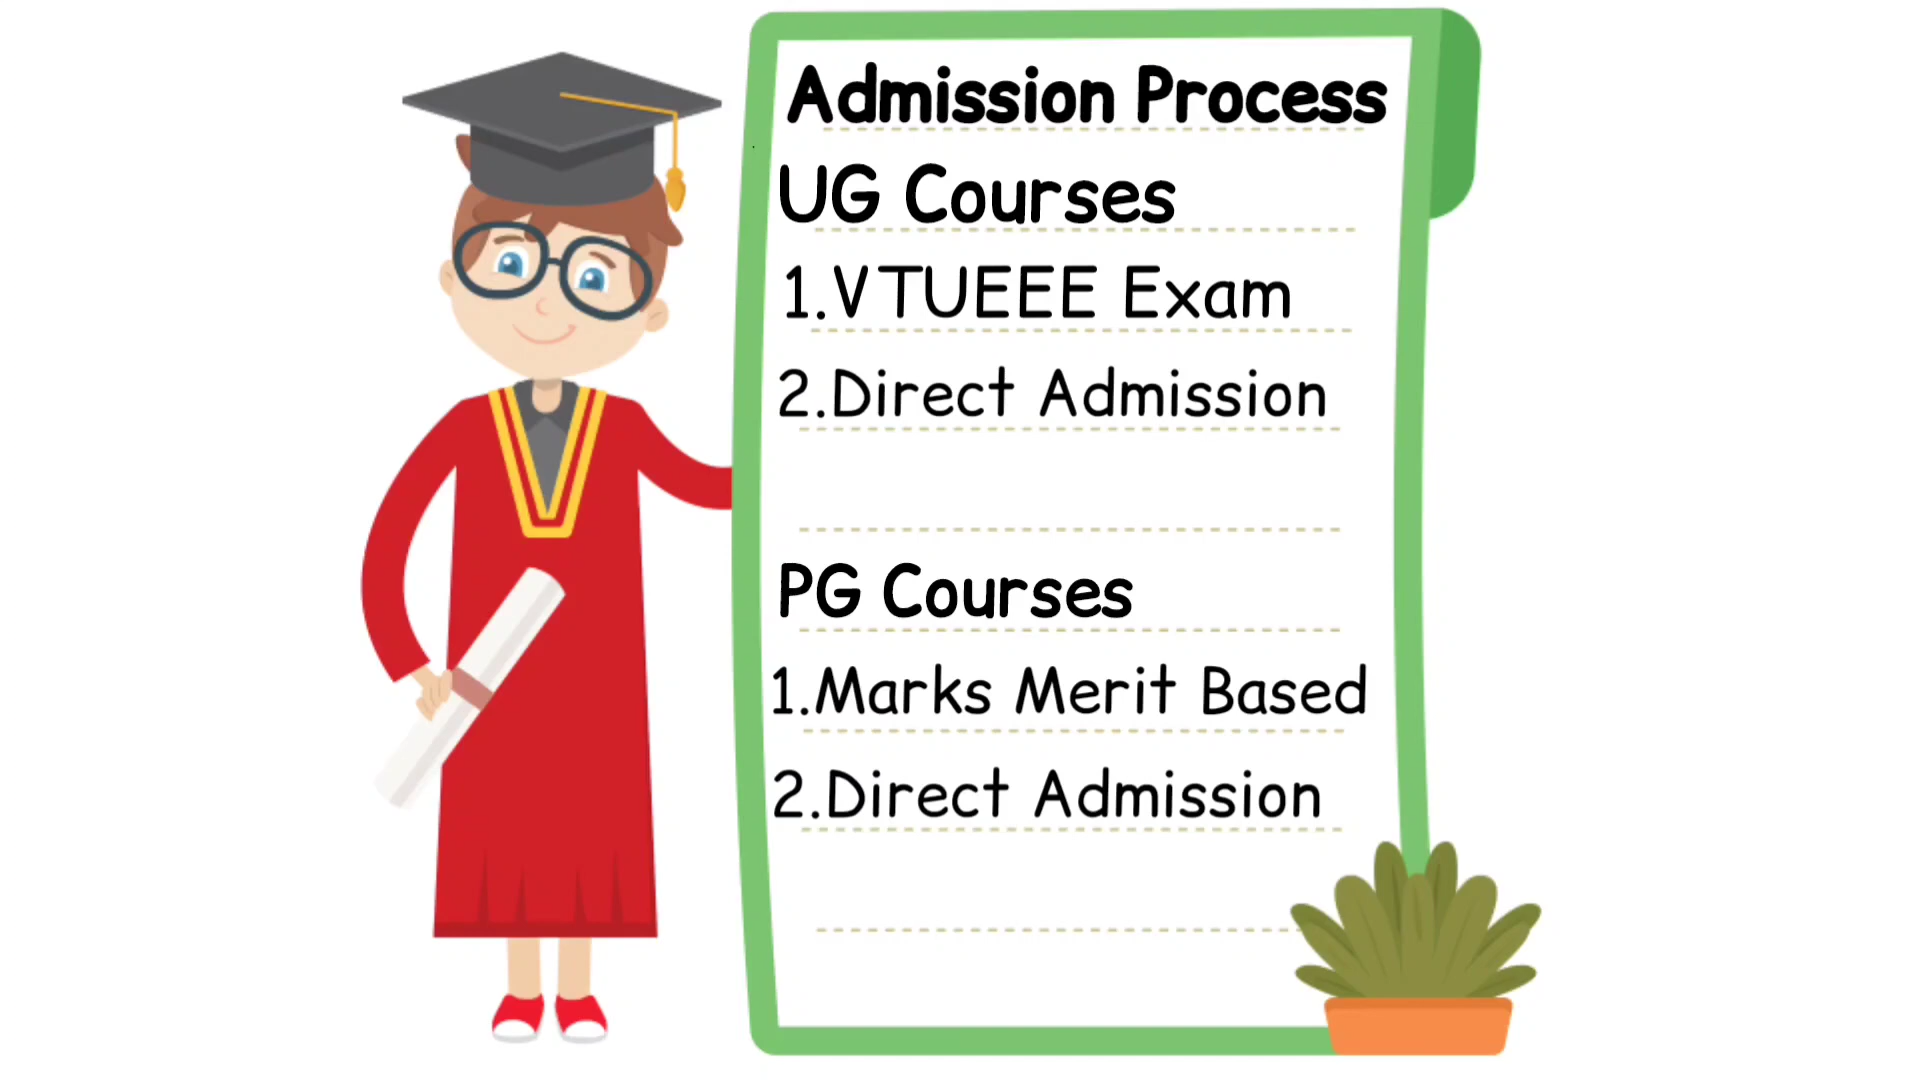 Admission Process
UG Courses
1.VTUEEE Exam
2.Direct Admission
PG Courses
1.Marks Merit Based
2.Direct Admission